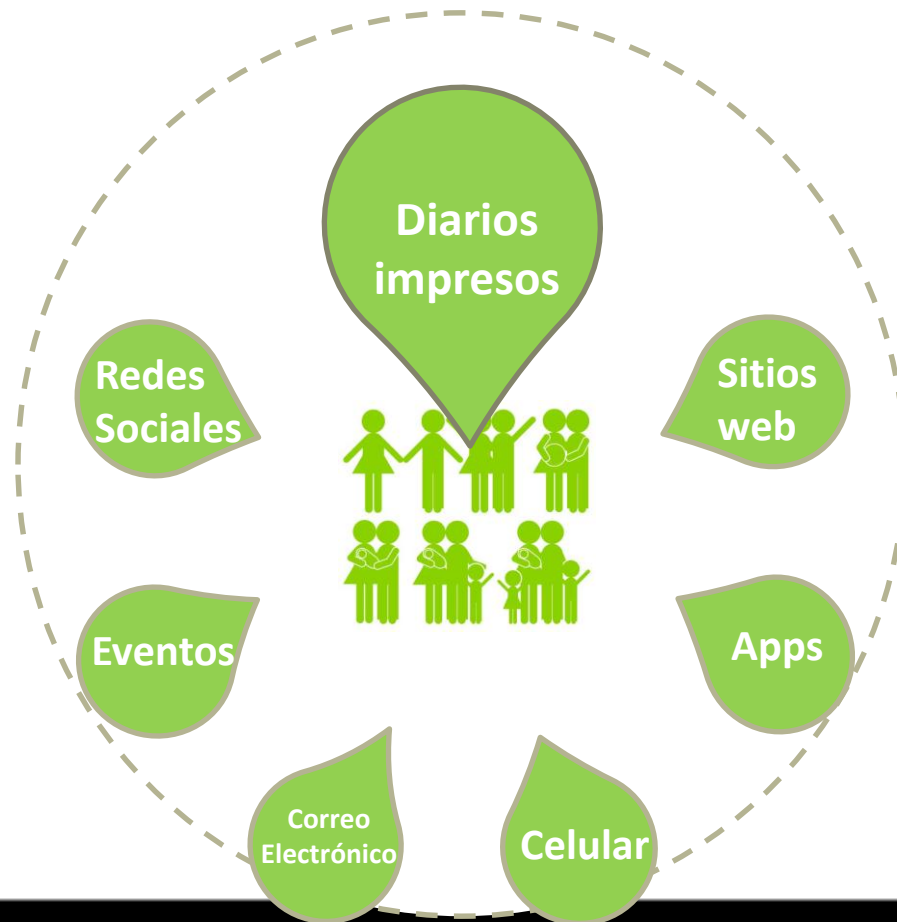 Diarios
impresos
Redes
Sociales
Sitios
web
Eventos
Apps
Correo
Electrónico
Celular